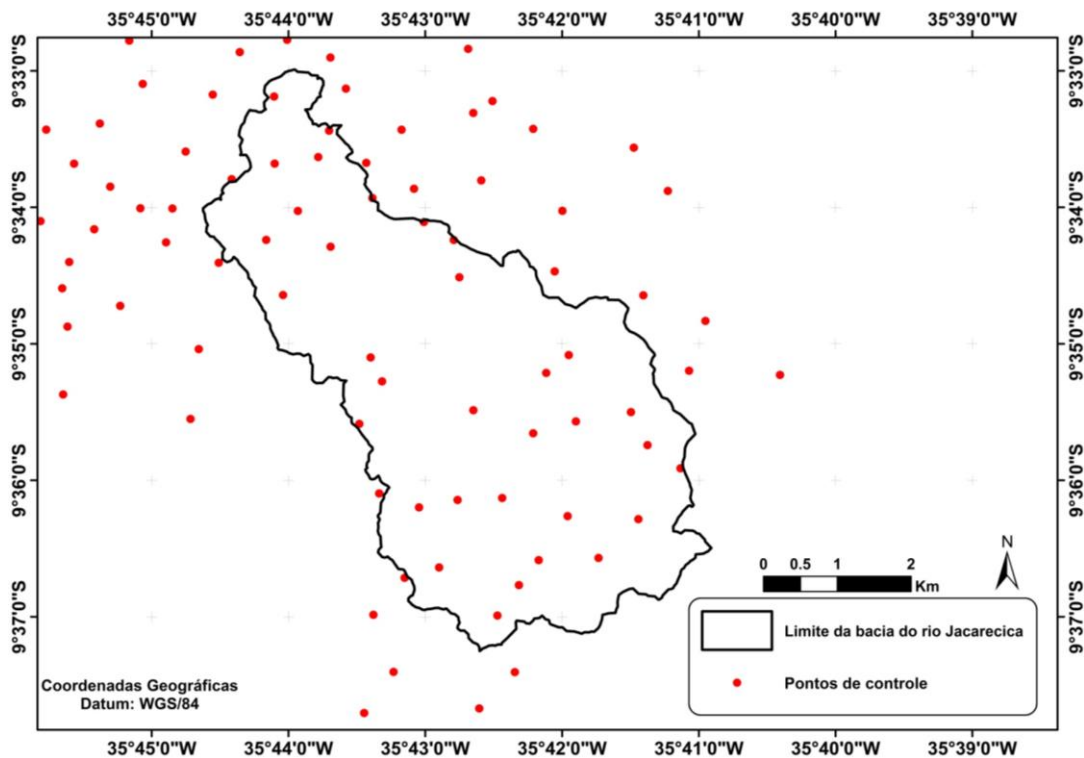 35°45'0"W 35°44'0"W 35°43'0"W 35°42'0"W 35°41'0"W 35°40'0"W 35°39'0"W
9°33'0"S 9°33'0"S
9°34'0"S 9°34'0"S
9°35'0"S 9°35'0"S
9°36'0"S 9°36'0"S
N
0 0.5 1 2
Km
9°37'0"S 9°37'0"S
Limite da bacia do rio Jacarecica
Pontos de controle
Coordenadas Geográficas
Datum: WGS/84
35°45'0"W 35°44'0"W 35°43'0"W 35°42'0"W 35°41'0"W 35°40'0"W 35°39'0"W